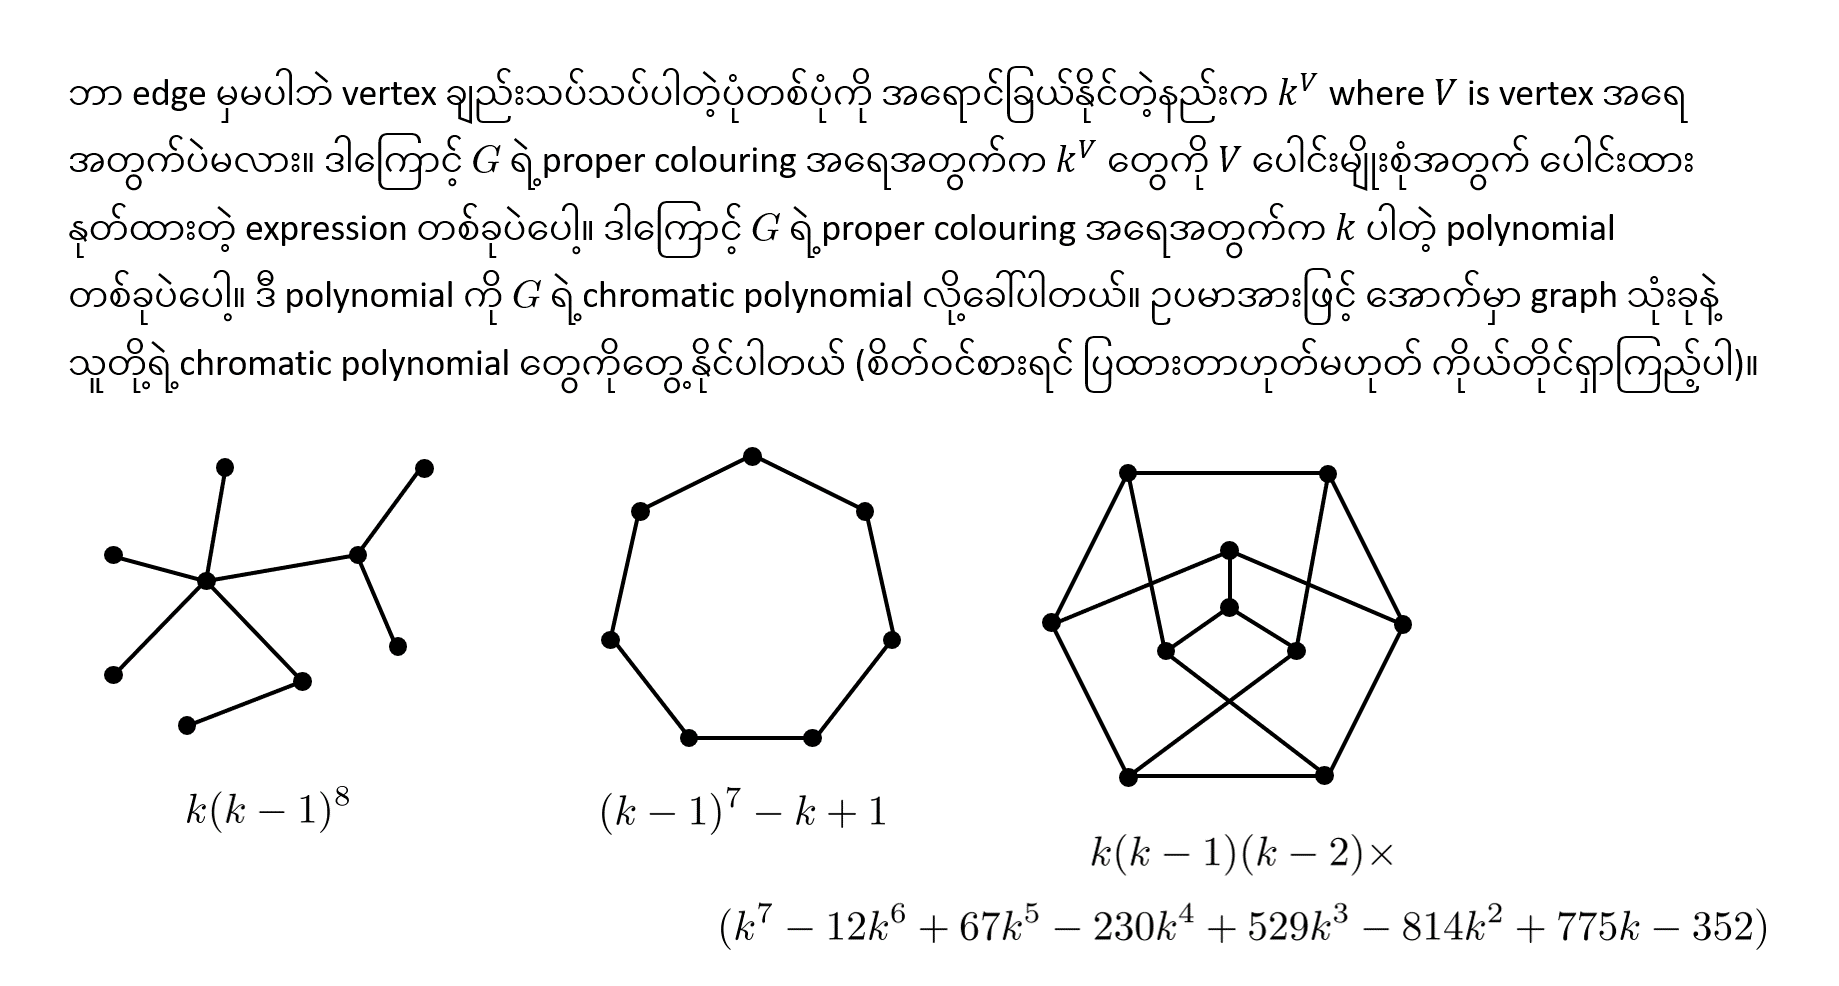 ဘာ edge မှမပါဘဲ vertex ချည်းသပ်သပ်ပါတဲ့ပုံတစ်ပုံကို အရောင်ခြယ်နိုင်တဲ့နည်းက k^V where V is vertex အရေ
အတွက်ပဲမလား။ ဒါကြောင့် G ရဲ့ proper colouring အရေအတွက်က k^V တွေကို V ပေါင်းမျိုးစုံအတွက် ပေါင်းထား
နုတ်ထားတဲ့ expression တစ်ခုပဲပေါ့။ ဒါကြောင့် G ရဲ့ proper colouring အရေအတွက်က k ပါတဲ့ polynomial
တစ်ခုပဲပေါ့။ ဒီ polynomial ကို G ရဲ့ chromatic polynomial လို့ခေါ်ပါတယ်။ ဥပမာအားဖြင့် အောက်မှာ graph သုံးခုနဲ့
သူတို့ရဲ့ chromatic polynomial တွေကိုတွေ့နိုင်ပါတယ် (စိတ်ဝင်စားရင် ပြထားတာဟုတ်မဟုတ် ကိုယ်တိုင်ရှာကြည့်ပါ)။
k(k − 1)^8
(k − 1)^7 − k + 1
k(k − 1)(k − 2)×
(k^7 − 12k^6 + 67k^5 − 230k^4 + 529k^3 − 814k^2 + 775k − 352)